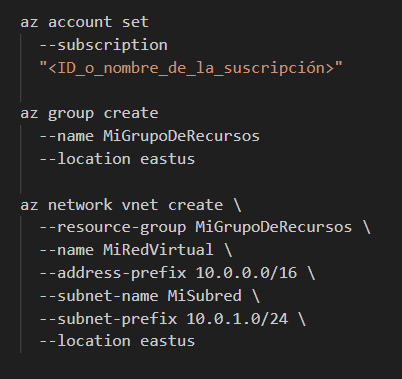 az account set
--subscription
"<ID_o_nombre_de_la_suscripción>"
az group create
--name MiGrupoDeRecursos
--location eastus
az network vnet create \
--resource-group MiGrupoDeRecursos \
--name MiRedVirtual \
--address-prefix 10.0.0.0/16 \
--subnet-name MiSubred \
--subnet-prefix 10.0.1.0/24 \
--location eastus